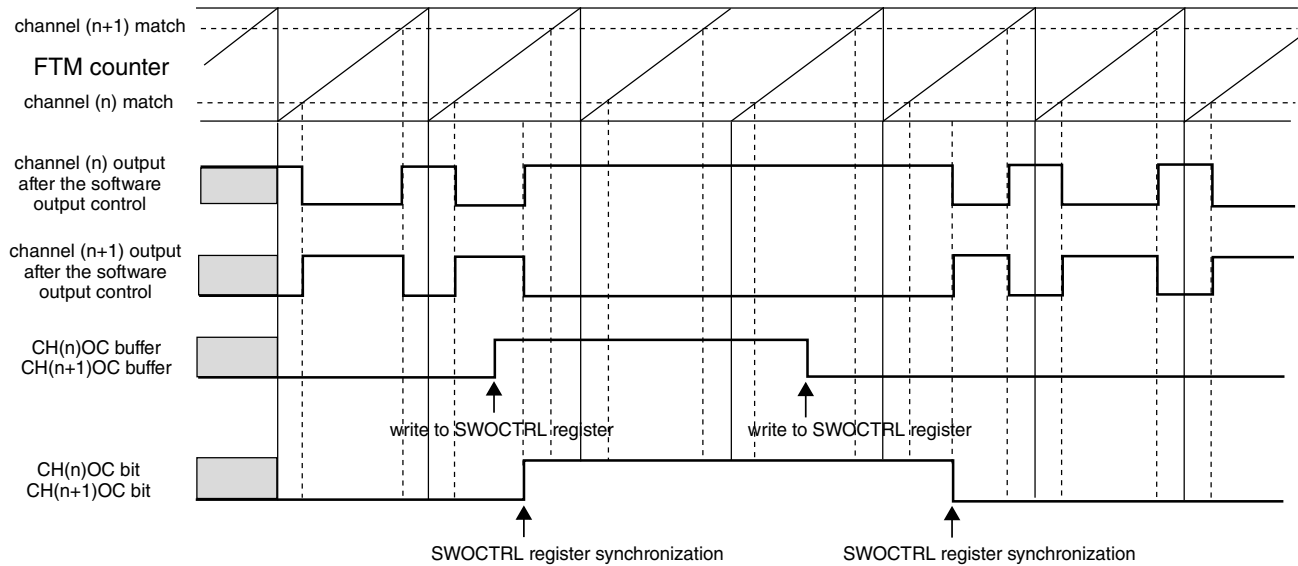 channel (n+1) match
FTM counter
channel (n) match
channel (n) output
after the software
output control
channel (n+1) output
after the software
output control
CH(n)OC buffer
CH(n+1)OC buffer
write to SWOCTRL register
write to SWOCTRL register
CH(n)OC bit
CH(n+1)OC bit
SWOCTRL register synchronization
SWOCTRL register synchronization